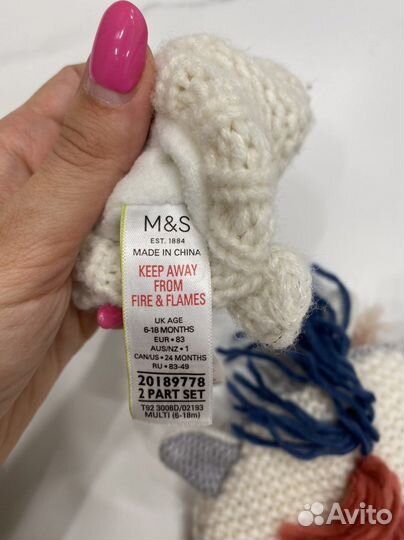 M&S
EST. 1884
MADE IN CHINA
KEEP AWAY
FROM
FIRE & FLAMES
UK AGE
6-18 MONTHS
EUR • 83
AUS/NZ • 1
CAN/US • 24 MONTHS
RU • 83-49
20189778
2 PART SET
T92 3008D/02193
MULTI (6-18m)
Avito